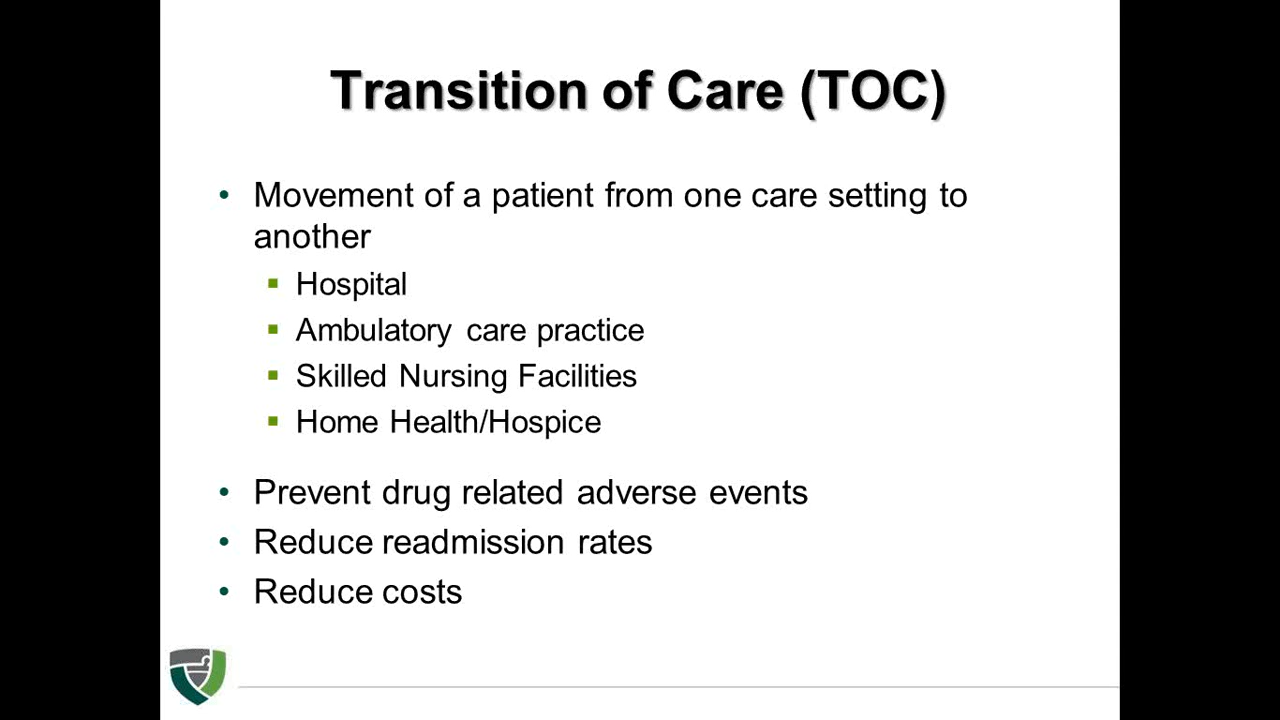 Transition of Care (TOC)
• Movement of a patient from one care setting to
another
▪ Hospital
▪ Ambulatory care practice
▪ Skilled Nursing Facilities
▪ Home Health/Hospice
• Prevent drug related adverse events
• Reduce readmission rates
• Reduce costs